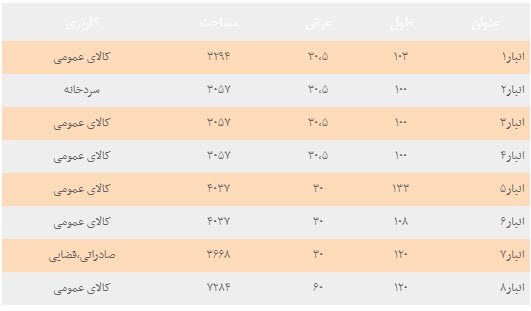 عنوان طول عرض مساحت کاربری
انبار۱ ۱۰۳ ۳۰،۵ ۳۲۹۴ کالای عمومی
انبار۲ ۱۰۰ ۳۰،۵ ۳۰۵۷ سردخانه
انبار۳ ۱۰۰ ۳۰،۵ ۳۰۵۷ کالای عمومی
انبار۴ ۱۰۰ ۳۰،۵ ۳۰۵۷ کالای عمومی
انبار۵ ۱۳۳ ۳۰ ۴۰۳۷ کالای عمومی
انبار۶ ۱۰۸ ۳۰ ۴۰۳۷ کالای عمومی
انبار۷ ۱۲۰ ۳۰ ۳۶۶۸ صادراتی،قضایی
انبار۸ ۱۲۰ ۶۰ ۷۲۸۴ کالای عمومی